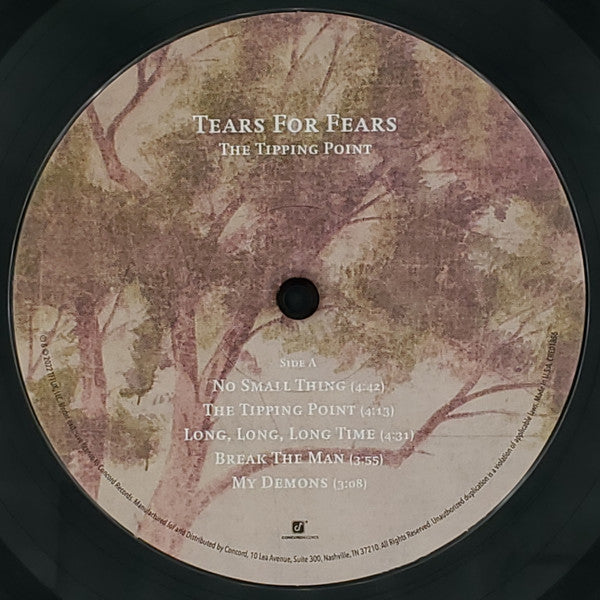 Tears For Fears
The Tipping Point
Side A
No Small Thing (4:42)
The Tipping Point (4:13)
Long, Long, Long Time (4:31)
Break The Man (3:55)
My Demons (3:08)
CONCORD RECORDS
Concord Records. Manufactured for and Distributed by Concord, 10 Lea Avenue, Suite 300, Nashville, TN 37210. All Rights Reserved. Unauthorized duplication is a violation of applicable laws.